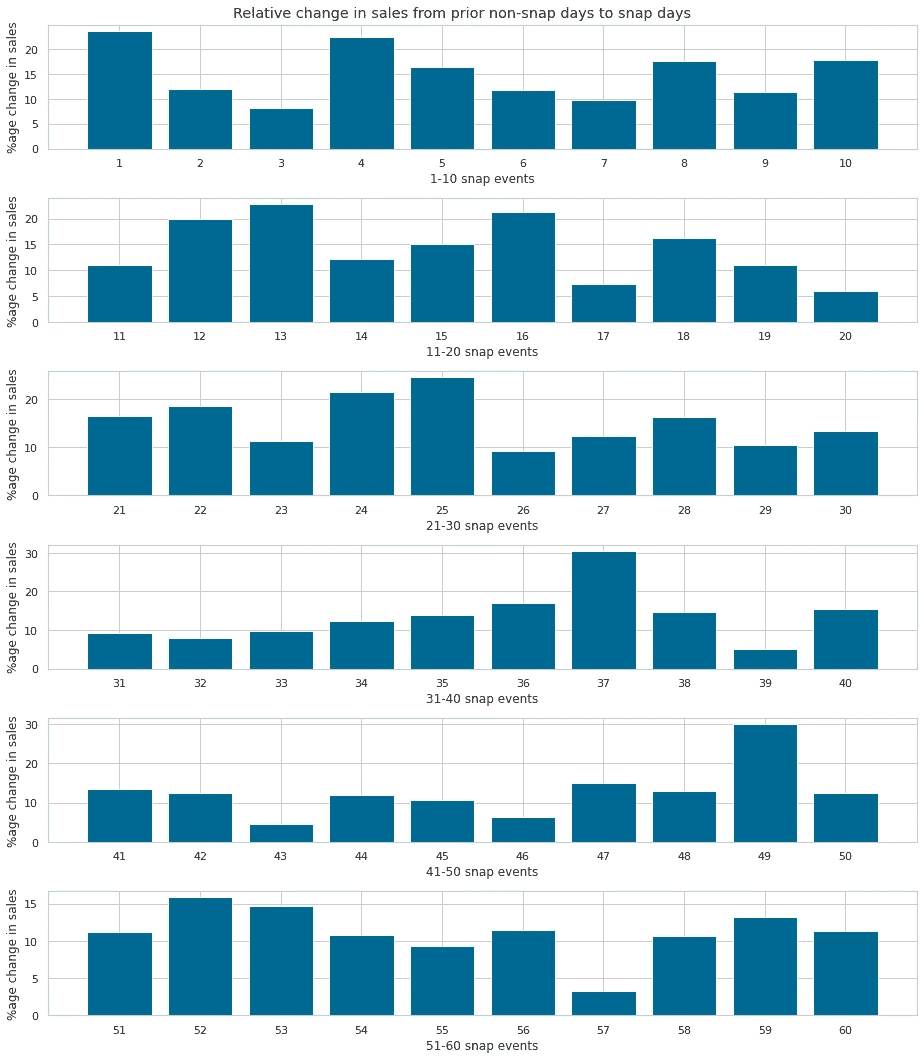 Relative change in sales from prior non-snap days to snap days
%age change in sales
20
15
10
5
0
1 2 3 4 5 6 7 8 9 10
1-10 snap events
%age change in sales
20
15
10
5
0
11 12 13 14 15 16 17 18 19 20
11-20 snap events
%age change in sales
20
10
0
21 22 23 24 25 26 27 28 29 30
21-30 snap events
%age change in sales
30
20
10
0
31 32 33 34 35 36 37 38 39 40
31-40 snap events
%age change in sales
30
20
10
0
41 42 43 44 45 46 47 48 49 50
41-50 snap events
%age change in sales
15
10
5
0
51 52 53 54 55 56 57 58 59 60
51-60 snap events